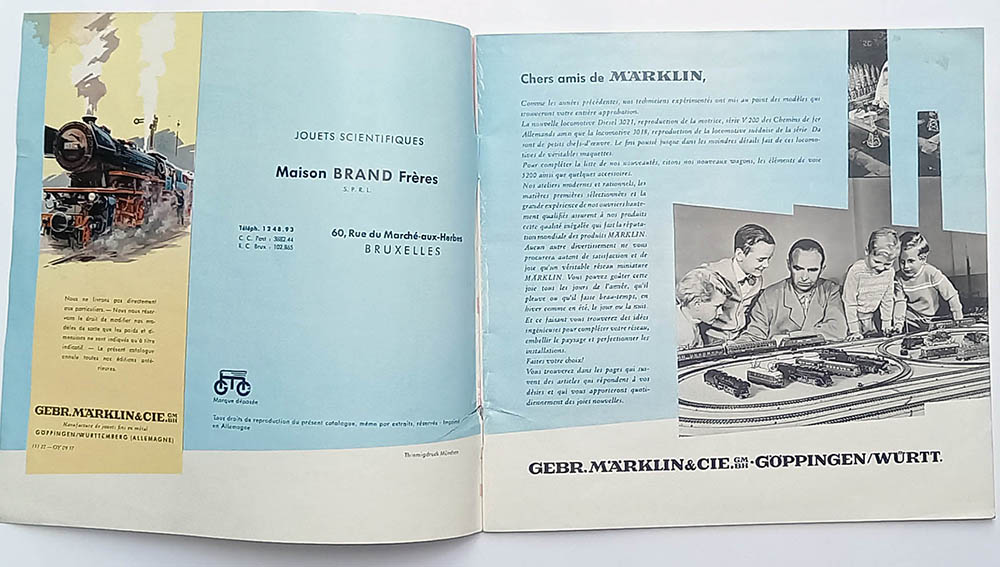 JOUETS SCIENTIFIQUES
Maison BRAND Frères
S.P.R.L.
Téléph. 12 48.93
C. C. Post : 3682.44
R. C. Brux : 102.865
60, Rue du Marché-aux-Herbes
BRUXELLES
Nous ne livrons pas directement
aux particuliers. — Nous nous réser-
vons le droit de modifier nos mo-
dèles de sorte que les poids et di-
mensions ne sont indiqués qu'à titre
indicatif. — Le présent catalogue
annule toutes nos éditions anté-
rieures.
GEBR. MÄRKLIN & CIE. GM BH
Manufacture de jouets fins en métal
GÖPPINGEN/WURTTEMBERG (ALLEMAGNE)
Marque déposée
Tous droits de reproduction du présent catalogue, même par extraits, réservés · Imprimé
en Allemagne
Thiemigdruck München
Chers amis de MÄRKLIN,
Comme les années précédentes, nos techniciens expérimentés ont mis au point des modèles qui
trouveront votre entière approbation.
La nouvelle locomotive Diesel 3021, reproduction de la motrice, série V 200 des Chemins de fer
Allemands ainsi que la locomotive 3018, reproduction de la locomotive suédoise de la série Da
sont de petits chefs-d'œuvre. Le fini poussé jusque dans les moindres détails fait de ces locomo-
tives de véritables maquettes.
Pour compléter la liste de nos nouveautés, citons nos nouveaux wagons, les éléments de voie
5200 ainsi que quelques accessoires.
Nos ateliers modernes et rationnels, les
matières premières sélectionnées et la
grande expérience de nos ouvriers haute-
ment qualifiés assurent à nos produits
cette qualité inégalée qui fait la réputa-
tion mondiale des produits MÄRKLIN.
Aucun autre divertissement ne vous
procurera autant de satisfaction et de
joie qu'un véritable réseau miniature
MÄRKLIN. Vous pouvez goûter cette
joie tous les jours de l'année, qu'il
pleuve ou qu'il fasse beau-temps, en
hiver comme en été, le jour ou la nuit.
Et ce faisant vous trouverez des idées
ingénieuses pour compléter votre réseau,
embellir le paysage et perfectionner les
installations.
Faites votre choix!
Vous trouverez dans les pages qui sui-
vent des articles qui répondent à vos
désirs et qui vous apporteront quoti-
diennement des joies nouvelles.
GEBR. MÄRKLIN & CIE. GM BH · GÖPPINGEN/WÜRTT.